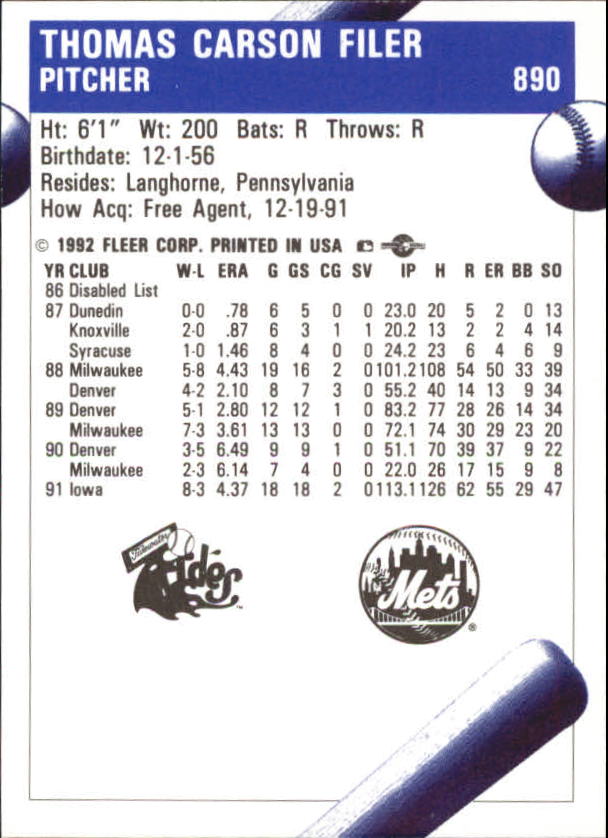 THOMAS CARSON FILER
PITCHER 890
Ht: 6'1" Wt: 200 Bats: R Throws: R
Birthdate: 12-1-56
Resides: Langhorne, Pennsylvania
How Acq: Free Agent, 12-19-91
© 1992 FLEER CORP. PRINTED IN USA
YR CLUB W-L ERA G GS CG SV IP H R ER BB SO
86 Disabled List
87 Dunedin 0-0 .78 6 5 0 0 23.0 20 5 2 0 13
Knoxville 2-0 .87 6 3 1 1 20.2 13 2 2 4 14
Syracuse 1-0 1.46 8 4 0 0 24.2 23 6 4 6 9
88 Milwaukee 5-8 4.43 19 16 2 0 101.2 108 54 50 33 39
Denver 4-2 2.10 8 7 3 0 55.2 40 14 13 9 34
89 Denver 5-1 2.80 12 12 1 0 83.2 77 28 26 14 34
Milwaukee 7-3 3.61 13 13 0 0 72.1 74 30 29 23 20
90 Denver 3-5 6.49 9 9 1 0 51.1 70 39 37 9 22
Milwaukee 2-3 6.14 7 4 0 0 22.0 26 17 15 9 8
91 Iowa 8-3 4.37 18 18 2 0 113.1 126 62 55 29 47
Tidewater
Tides ™
Mets ®